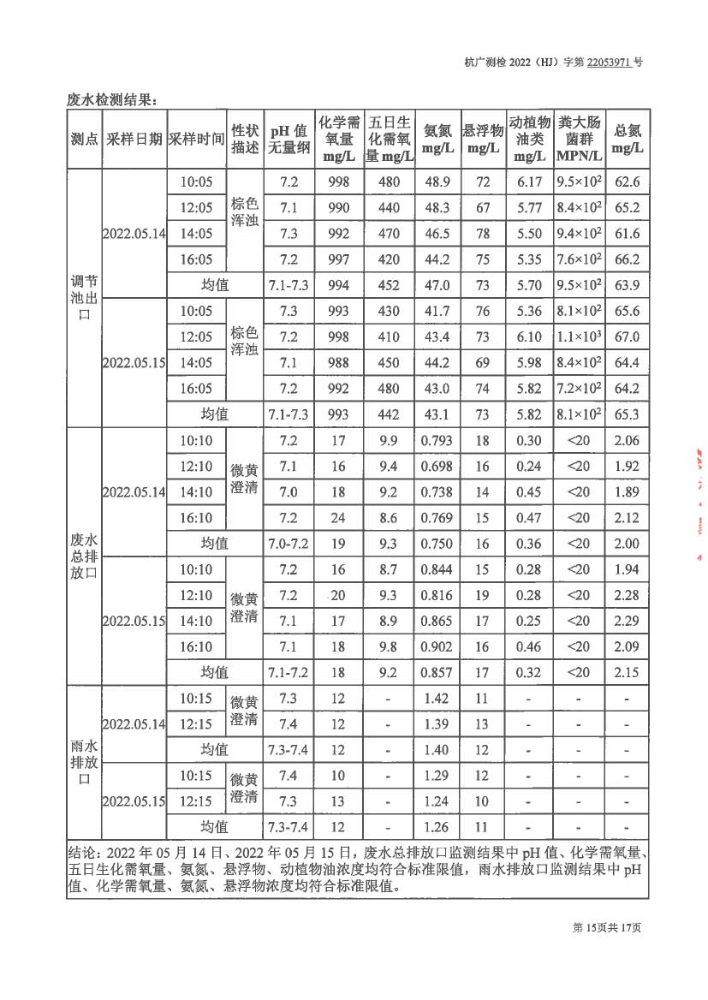 杭广测检 2022（HJ）字第 22053971 号
废水检测结果：
测点 采样日期 采样时间 性状描述 pH 值无量纲 化学需氧量 mg/L 五日生化需氧量 mg/L 氨氮 mg/L 悬浮物 mg/L 动植物油类 mg/L 粪大肠菌群 MPN/L 总氮 mg/L
调节池出口 2022.05.14 10:05 棕色浑浊 7.2 998 480 48.9 72 6.17 9.5×10² 62.6
12:05 7.1 990 440 48.3 67 5.77 8.4×10² 65.2
14:05 7.3 992 470 46.5 78 5.50 9.4×10² 61.6
16:05 7.2 997 420 44.2 75 5.35 7.6×10² 66.2
均值 7.1-7.3 994 452 47.0 73 5.70 9.5×10² 63.9
2022.05.15 10:05 棕色浑浊 7.3 993 430 41.7 76 5.36 8.1×10² 65.6
12:05 7.2 998 410 43.4 73 6.10 1.1×10³ 67.0
14:05 7.1 988 450 44.2 69 5.98 8.4×10² 64.4
16:05 7.2 992 480 43.0 74 5.82 7.2×10² 64.2
均值 7.1-7.3 993 442 43.1 73 5.82 8.1×10² 65.3
废水总排放口 2022.05.14 10:10 微黄澄清 7.2 17 9.9 0.793 18 0.30 <20 2.06
12:10 7.1 16 9.4 0.698 16 0.24 <20 1.92
14:10 7.0 18 9.2 0.738 14 0.45 <20 1.89
16:10 7.2 24 8.6 0.769 15 0.47 <20 2.12
均值 7.0-7.2 19 9.3 0.750 16 0.36 <20 2.00
2022.05.15 10:10 微黄澄清 7.2 16 8.7 0.844 15 0.28 <20 1.94
12:10 7.2 20 9.3 0.816 19 0.28 <20 2.28
14:10 7.1 17 8.9 0.865 17 0.25 <20 2.29
16:10 7.1 18 9.8 0.902 16 0.46 <20 2.09
均值 7.1-7.2 18 9.2 0.857 17 0.32 <20 2.15
雨水排放口 2022.05.14 10:15 微黄澄清 7.3 12 - 1.42 11 - - -
12:15 7.4 12 - 1.39 13 - - -
均值 7.3-7.4 12 - 1.40 12 - - -
2022.05.15 10:15 微黄澄清 7.4 10 - 1.29 12 - - -
12:15 7.3 13 - 1.24 10 - - -
均值 7.3-7.4 12 - 1.26 11 - - -
结论：2022 年 05 月 14 日、2022 年 05 月 15 日，废水总排放口监测结果中 pH 值、化学需氧量、
五日生化需氧量、氨氮、悬浮物、动植物油浓度均符合标准限值，雨水排放口监测结果中 pH
值、化学需氧量、氨氮、悬浮物浓度均符合标准限值。
第 15页共 17页